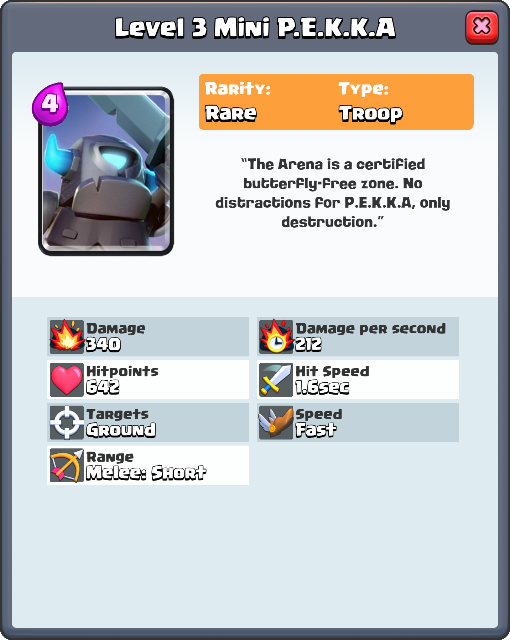 Level 3 Mini P.E.K.K.A
4
Rarity:
Rare
Type:
Troop
“The Arena is a certified
butterfly-free zone. No
distractions for P.E.K.K.A, only
destruction.”
Damage
340
Damage per second
212
Hitpoints
642
Hit Speed
1.6sec
Targets
Ground
Speed
Fast
Range
Melee: Short